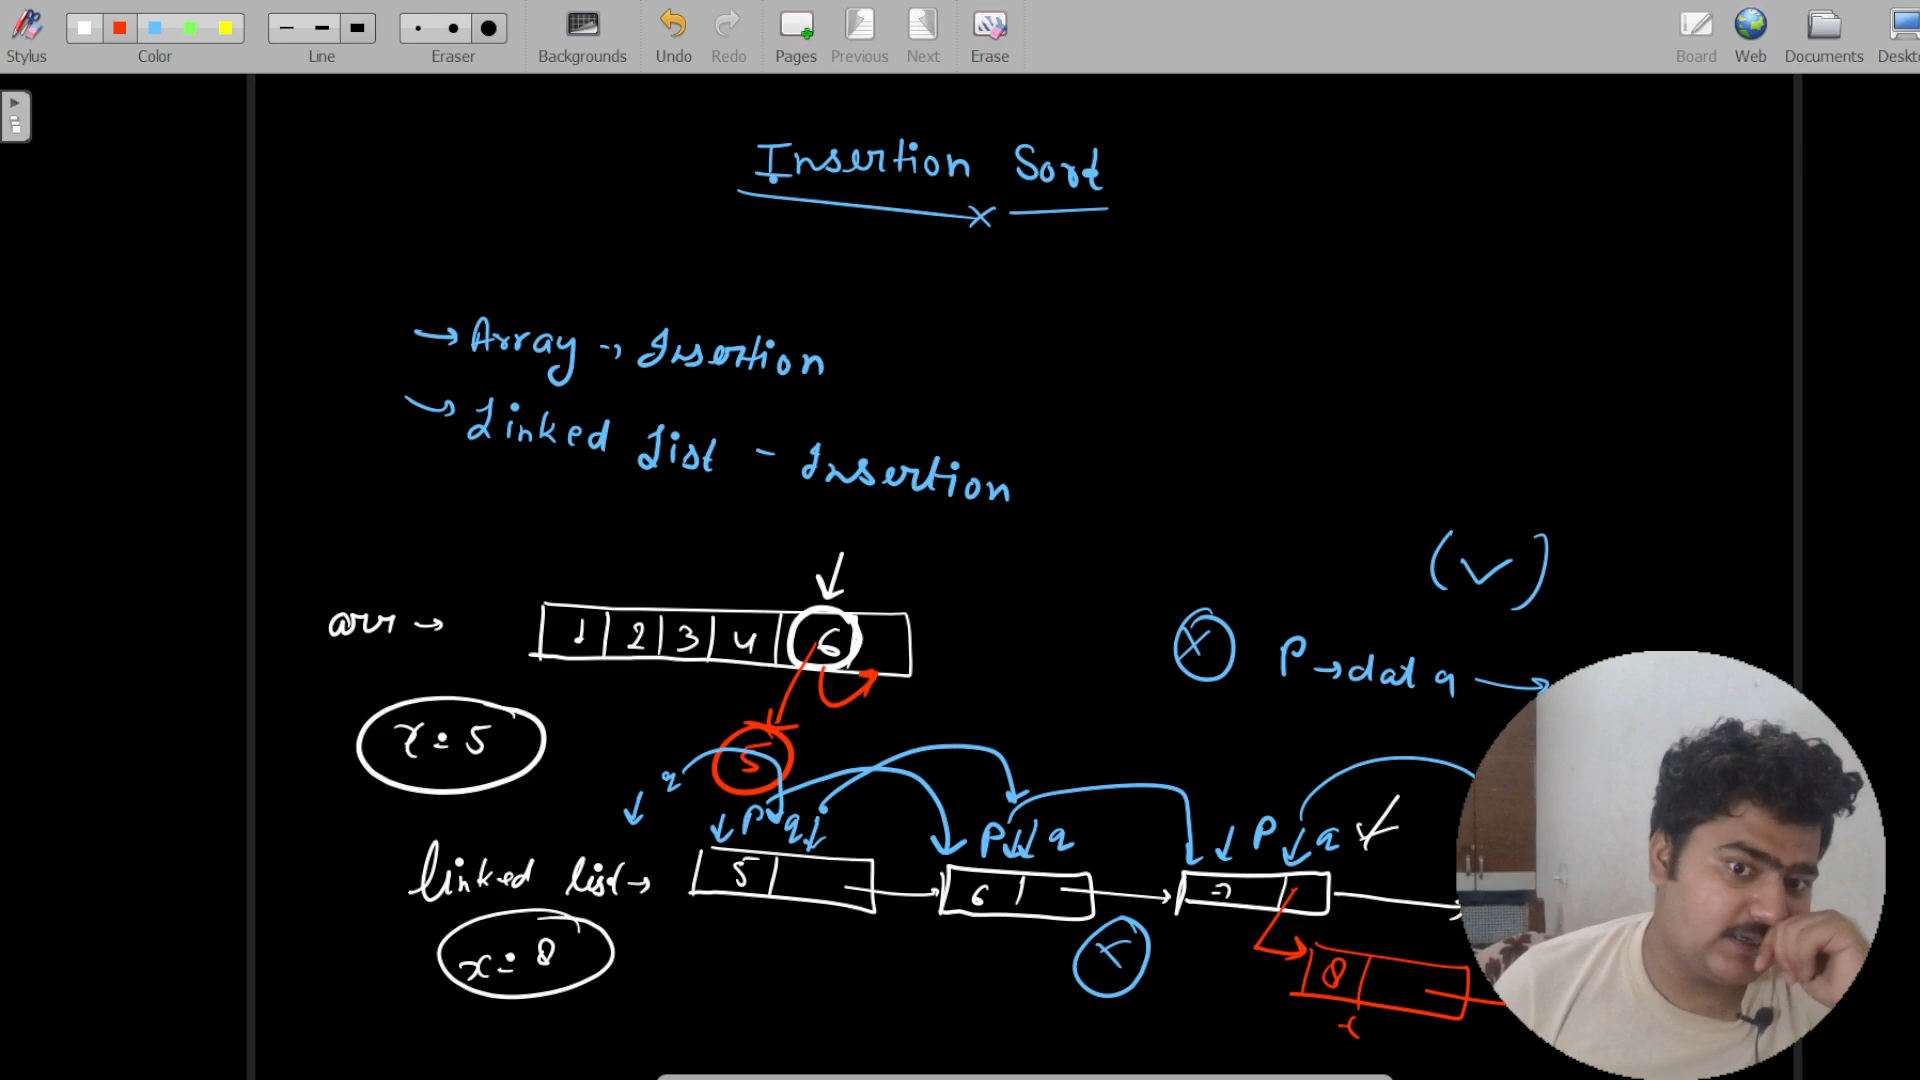 Stylus Color Line Eraser Backgrounds Undo Redo Pages Previous Next Erase Board Web Documents Deskto
Insertion Sort
→ Array → Insertion
→ Linked List - Insertion
arr → 1 2 3 4 6
P → data →
x = 5
5
q P q P q P q
linked list → 5 6 7
x = 8
8